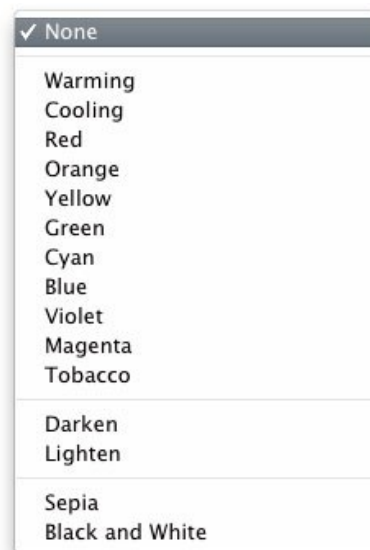 ✓ None
Warming
Cooling
Red
Orange
Yellow
Green
Cyan
Blue
Violet
Magenta
Tobacco
Darken
Lighten
Sepia
Black and White